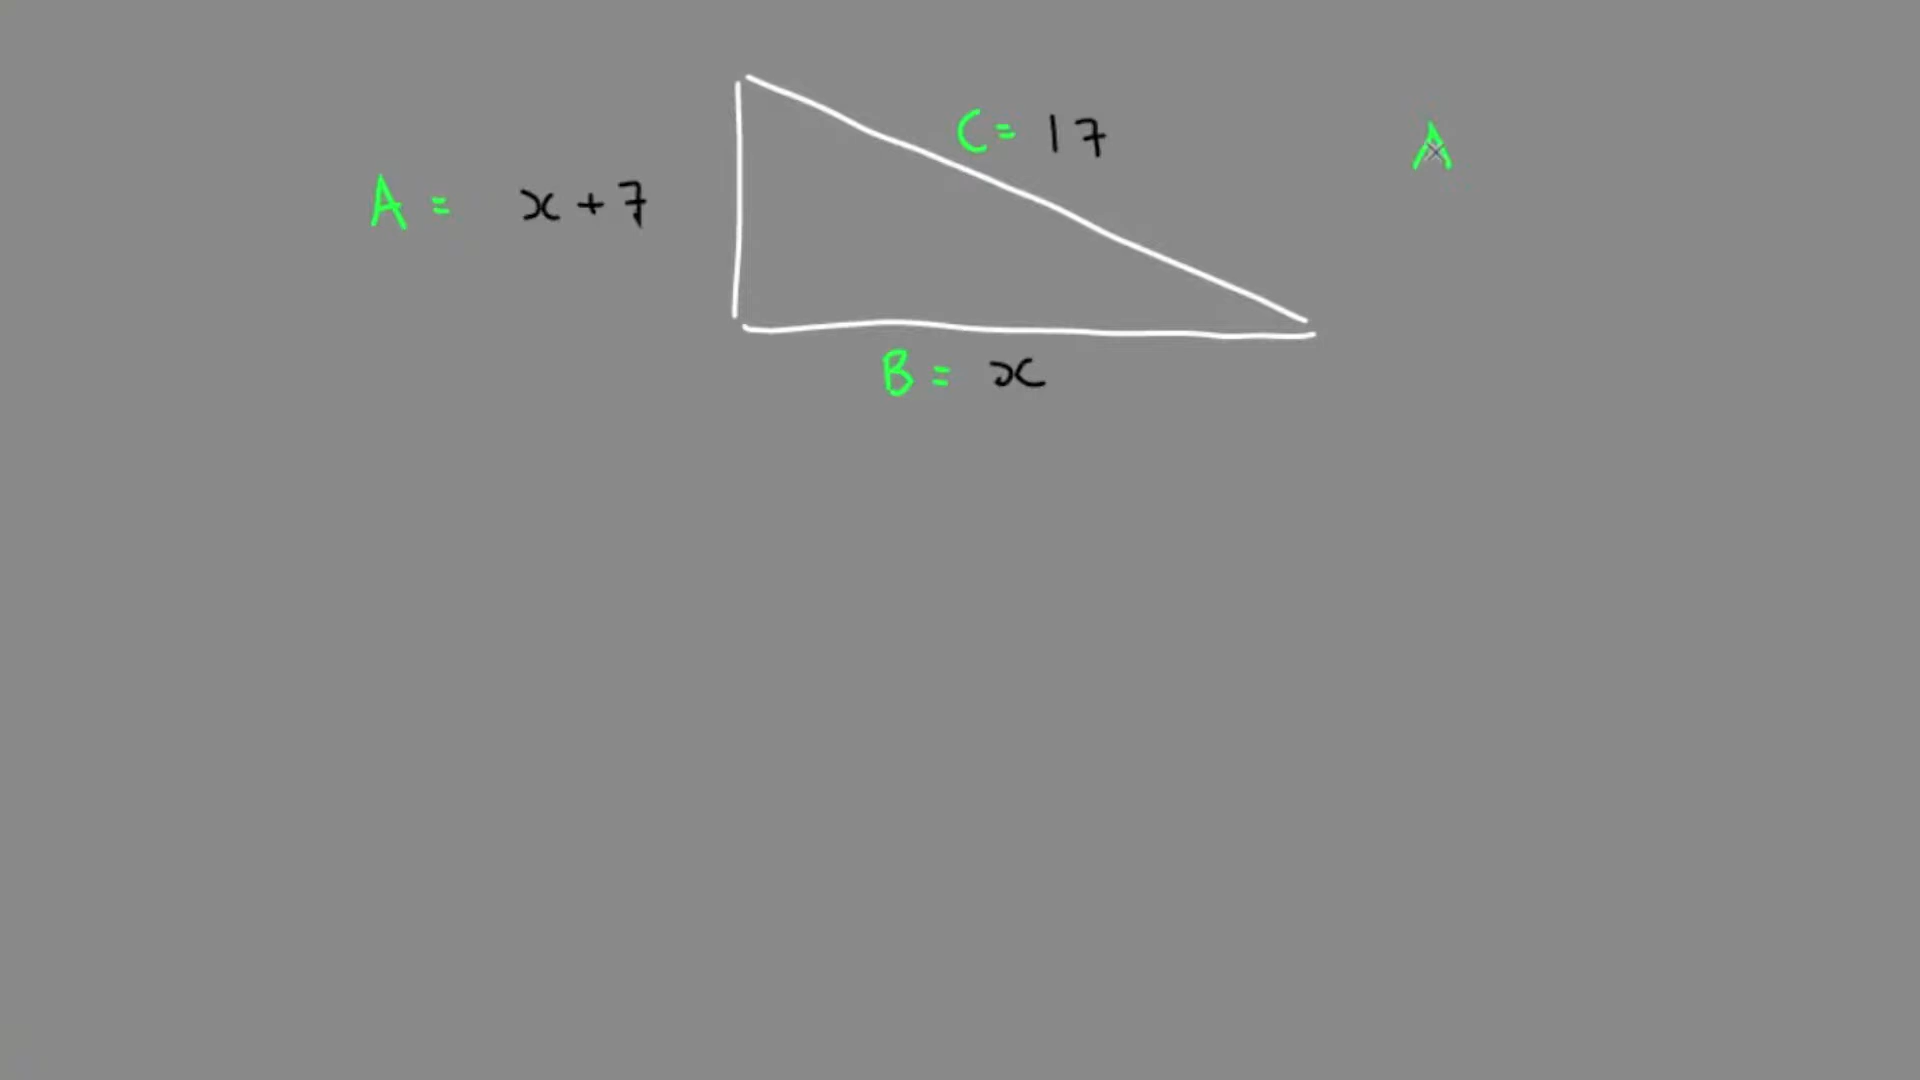 C= 17
A
A = x+7
B = x